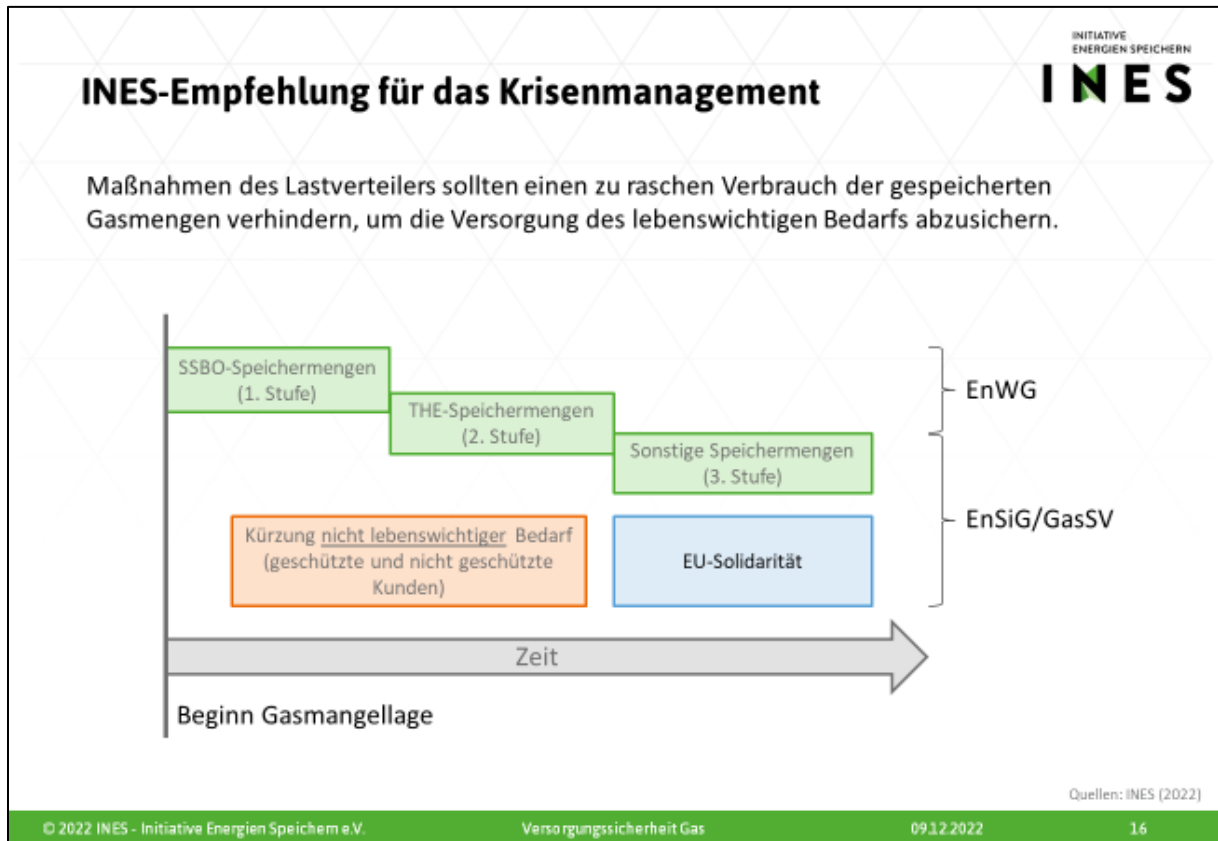 INITIATIVE
ENERGIEN SPEICHERN
INES
INES-Empfehlung für das Krisenmanagement
Maßnahmen des Lastverteilers sollten einen zu raschen Verbrauch der gespeicherten
Gasmengen verhindern, um die Versorgung des lebenswichtigen Bedarfs abzusichern.
SSBO-Speichermengen
(1. Stufe)
THE-Speichermengen
(2. Stufe)
Sonstige Speichermengen
(3. Stufe)
EnWG
Kürzung nicht lebenswichtiger Bedarf
(geschützte und nicht geschützte
Kunden)
EU-Solidarität
EnSiG/GasSV
Zeit
Beginn Gasmangellage
Quellen: INES (2022)
© 2022 INES - Initiative Energien Speichern e.V.
Versorgungssicherheit Gas
09.12.2022
16